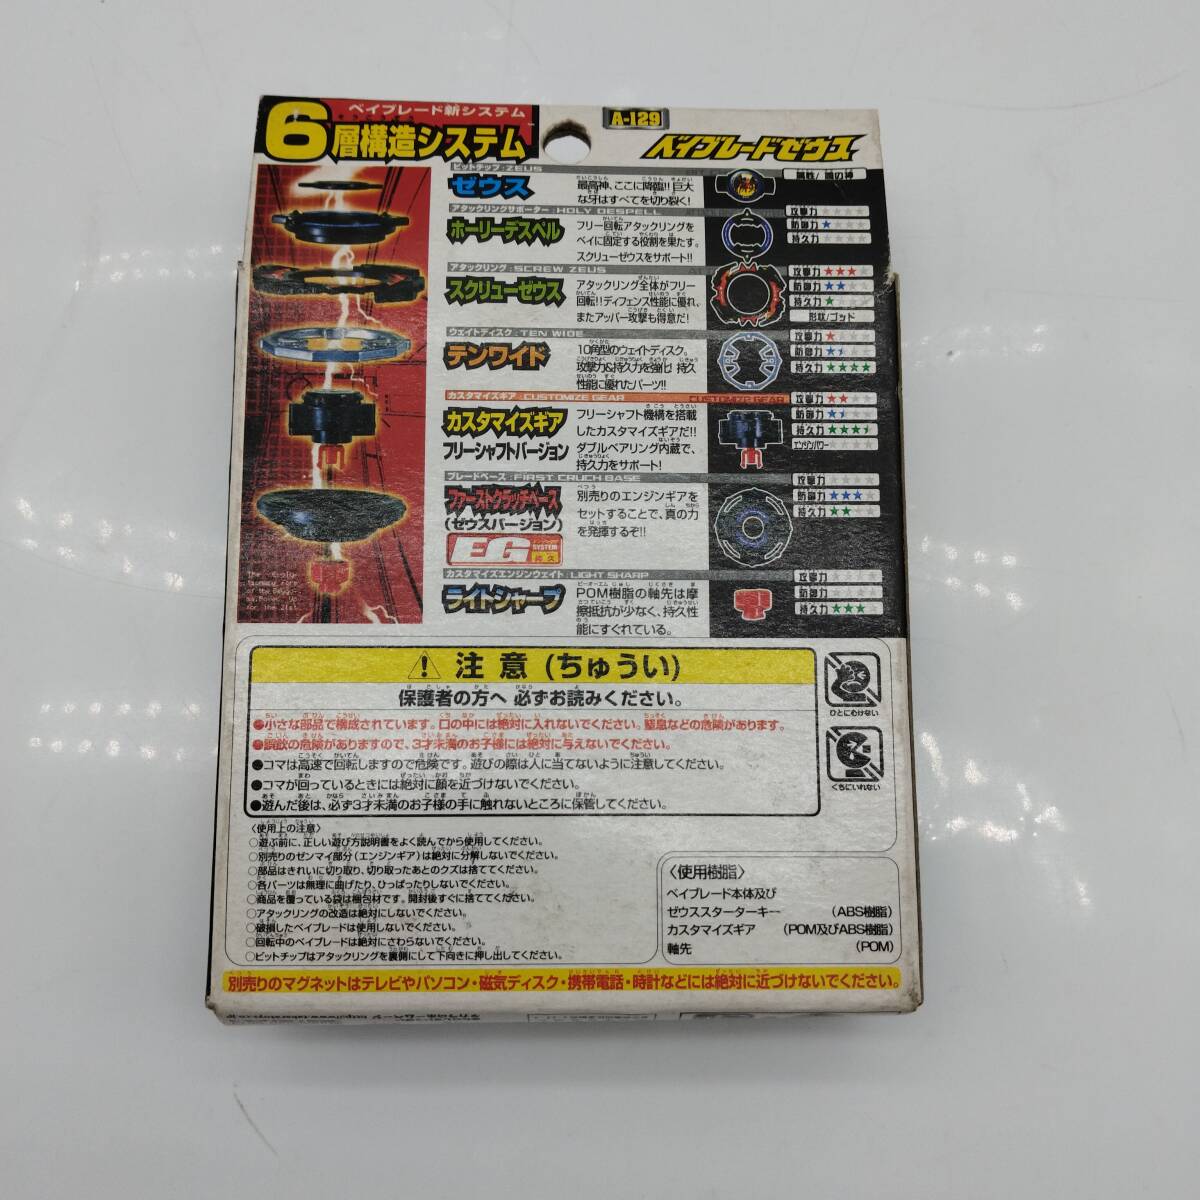 ベイブレード新システム
6層構造システム
A-129
ベイブレードゼウス
ビットチップ:ZEUS
ゼウス
最高神、ここに降臨!!巨大
な牙はすべてを切り裂く!
アタックリングサポーター:HOLY DESPELL
ホーリーデスペル
フリー回転アタックリングを
ベイに固定する役割を果たす。
スクリューゼウスをサポート!!
攻撃力
防御力
持久力
アタックリング:SCREW ZEUS
スクリューゼウス
アタックリング全体がフリー
回転!!ディフェンス性能に優れ、
またアッパー攻撃も得意だ!
攻撃力
防御力
持久力
形状/ゴッド
ウェイトディスク:TEN WIDE
テンワイド
10角型のウェイトディスク。
攻撃力&持久力を強化!持久
性能に優れたパーツ!!
攻撃力
防御力
持久力
カスタマイズギア:CUSTOMIZE GEAR
CUSTOMIZE GEAR
カスタマイズギア
フリーシャフトバージョン
フリーシャフト機構を搭載
したカスタマイズギアだ!!
ダブルベアリング内蔵で、
持久力をサポート!
攻撃力
防御力
持久力
エンジンパワー
ブレードベース:FIRST CRUCH BASE
ファーストクラッチベース
(ゼウスバージョン)
EG SYSTEM
別売りのエンジンギアを
セットすることで、真の力
を発揮するぞ!!
攻撃力
防御力
持久力
カスタマイズエンジンウェイト:LIGHT SHARP
ライトシャープ
POM樹脂の軸先は摩
擦抵抗が少なく、持久性
能にすぐれている。
攻撃力
防御力
持久力
注意(ちゅうい)
保護者の方へ 必ずお読みください。
●小さな部品で構成されています。口の中には絶対に入れないでください。窒息などの危険があります。
●誤飲の危険がありますので、3才未満のお子様には絶対に与えないでください。
●コマは高速で回転しますので危険です。遊びの際は人に当てないように注意してください。
●コマが回っているときには絶対に顔を近づけないでください。
●遊んだ後は、必ず3才未満のお子様の手に触れないところに保管してください。
ひとにむけない
くちにいれない
〈使用上の注意〉
○遊ぶ前に、正しい遊び方説明書をよく読んでから使用してください。
○別売りのゼンマイ部分(エンジンギア)は絶対に分解しないでください。
○部品はきれいに切り取り、切り取ったあとのクズは捨ててください。
○各パーツは無理に曲げたり、ひっぱったりしないでください。
○商品を覆っている袋は梱包材です。開封後すぐに捨ててください。
○アタックリングの改造は絶対にしないでください。
○破損したベイブレードは使用しないでください。
○回転中のベイブレードは絶対にさわらないでください。
○ビットチップはアタックリングを裏側にして下向きに押し出してください。
〈使用樹脂〉
ベイブレード本体及び
ゼウススターターキー (ABS樹脂)
カスタマイズギア (POM及びABS樹脂)
軸先 (POM)
別売りのマグネットはテレビやパソコン・磁気ディスク・携帯電話・時計などには絶対に近づけないでください。